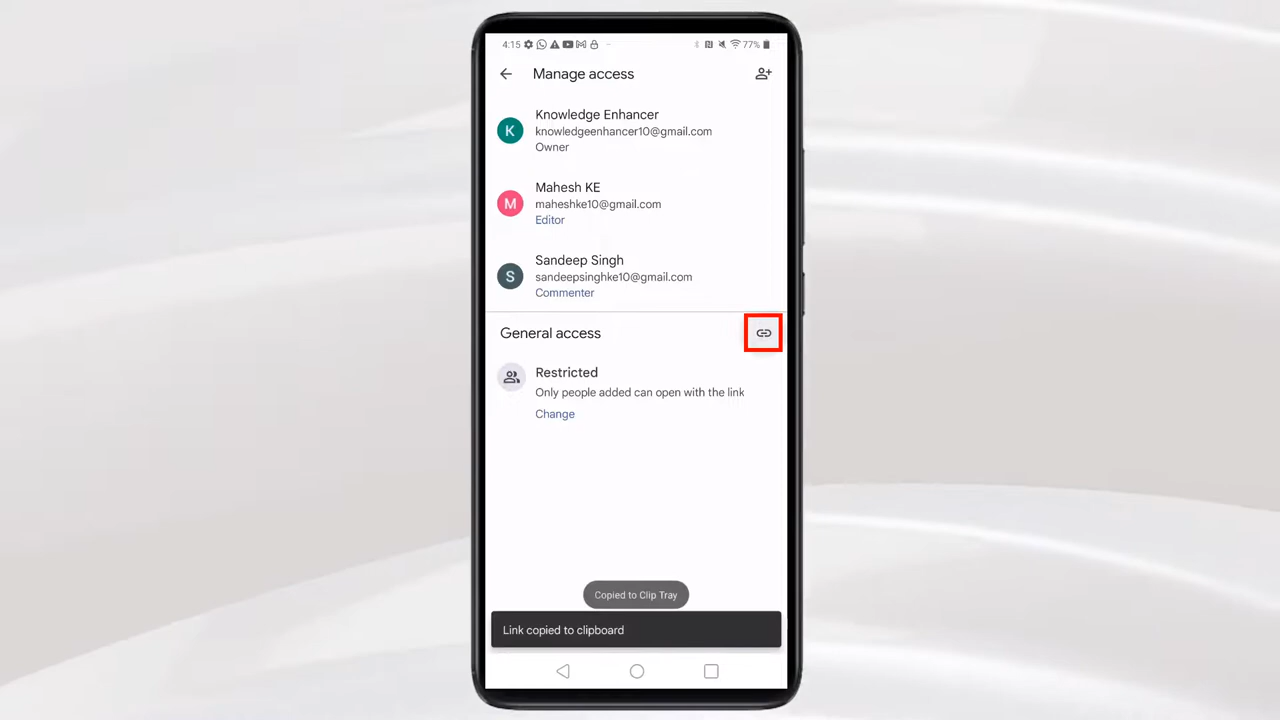 4:15
77%
Manage access
K
Knowledge Enhancer
knowledgeenhancer10@gmail.com
Owner
M
Mahesh KE
maheshke10@gmail.com
Editor
S
Sandeep Singh
sandeepsinghke10@gmail.com
Commenter
General access
Restricted
Only people added can open with the link
Change
Copied to Clip Tray
Link copied to clipboard